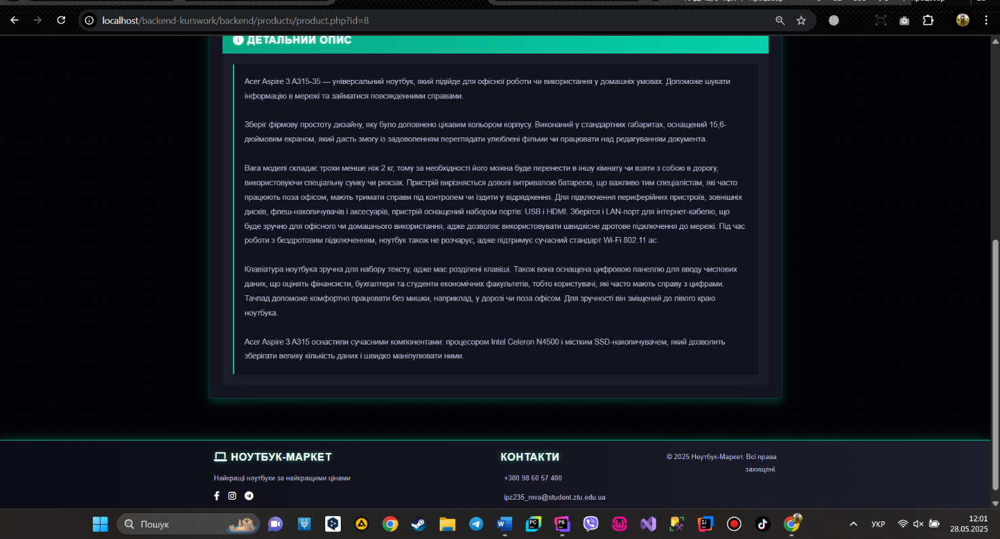 localhost/backend-kurswork/backend/products/product.php?id=8
ДЕТАЛЬНИЙ ОПИС
Acer Aspire 3 A315-35 — універсальний ноутбук, який підійде для офісної роботи чи використання у домашніх умовах. Допоможе шукати
інформацію в мережі та займатися повсякденними справами.
Зберіг фірмову простоту дизайну, яку було доповнено цікавим кольором корпусу. Виконаний у стандартних габаритах, оснащений 15,6-
дюймовим екраном, який дасть змогу із задоволенням переглядати улюблені фільми чи працювати над редагуванням документа.
Вага моделі складає трохи менше ніж 2 кг, тому за необхідності його можна буде перенести в іншу кімнату чи взяти з собою в дорогу,
використовуючи спеціальну сумку чи рюкзак. Пристрій вирізняється доволі витривалою батареєю, що важливо тим спеціалістам, які часто
працюють поза офісом, мають тримати справи під контролем чи їздити у відрядження. Для підключення периферійних пристроїв, зовнішніх
дисків, флеш-накопичувачів і аксесуарів, пристрій оснащений набором портів: USB і HDMI. Зберігся і LAN-порт для інтернет-кабелю, що
буде зручно для офісного чи домашнього використання, адже дозволяє використовувати швидкісне дротове підключення до мережі. Під час
роботи з бездротовим підключенням, ноутбук також не розчарує, адже підтримує сучасний стандарт Wi-Fi 802.11 ac.
Клавіатура ноутбука зручна для набору тексту, адже має розділені клавіші. Також вона оснащена цифровою панеллю для вводу числових
даних, що оцінять фінансисти, бухгалтери та студенти економічних факультетів, тобто користувачі, які часто мають справу з цифрами.
Тачпад допоможе комфортно працювати без мишки, наприклад, у дорозі чи поза офісом. Для зручності він зміщений до лівого краю
ноутбука.
Acer Aspire 3 A315 оснастили сучасними компонентами: процесором Intel Celeron N4500 і містким SSD-накопичувачем, який дозволить
зберігати велику кількість даних і швидко маніпулювати ними.
НОУТБУК-МАРКЕТ
Найкращі ноутбуки за найкращими цінами
КОНТАКТИ
+380 98 60 57 400
ipz235_mva@student.ztu.edu.ua
© 2025 Ноутбук-Маркет. Всі права
захищені.
Пошук
УКР
12:01
28.05.2025